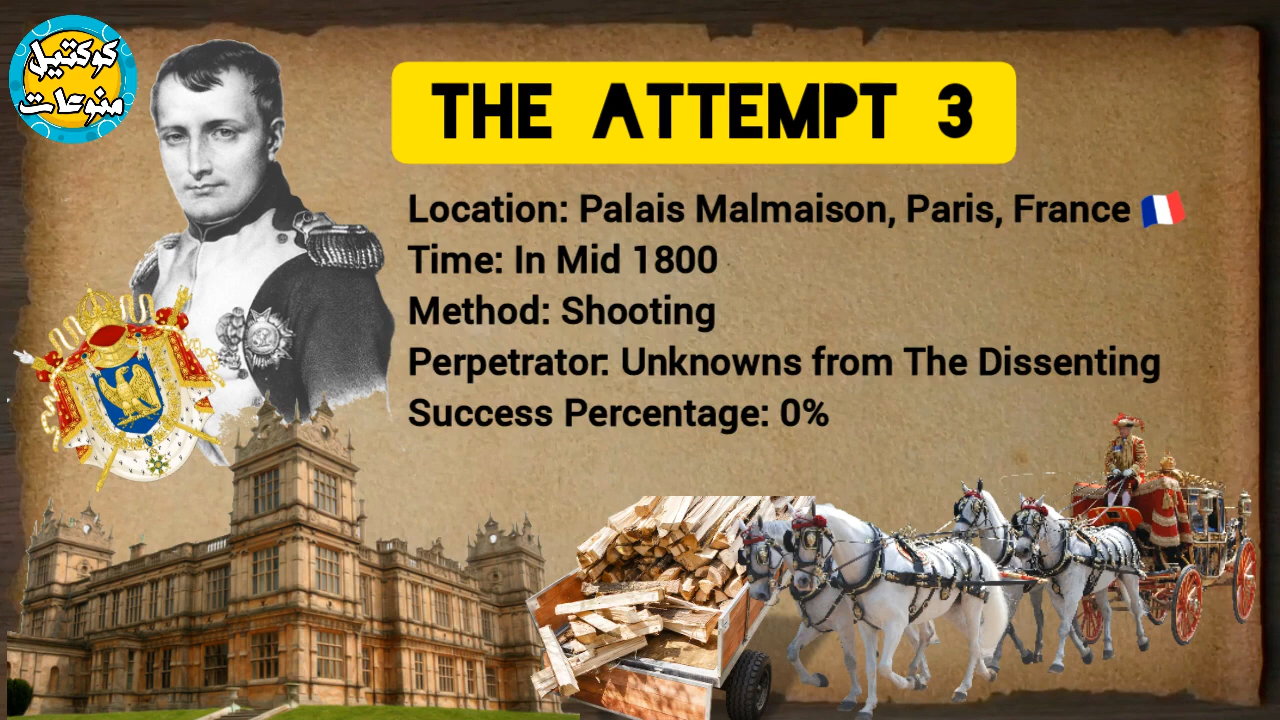 كوكتيل
منوعات
THE ATTEMPT 3
Location: Palais Malmaison, Paris, France 🇫🇷
Time: In Mid 1800
Method: Shooting
Perpetrator: Unknowns from The Dissenting
Success Percentage: 0%